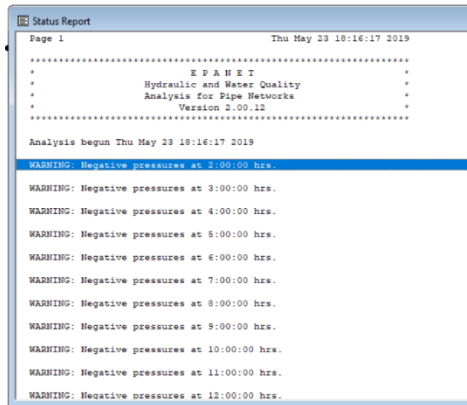 Status Report
Page 1 Thu May 23 18:16:17 2019
******************************************************************
* E P A N E T *
* Hydraulic and Water Quality *
* Analysis for Pipe Networks *
* Version 2.00.12 *
******************************************************************
Analysis begun Thu May 23 18:16:17 2019
WARNING: Negative pressures at 2:00:00 hrs.
WARNING: Negative pressures at 3:00:00 hrs.
WARNING: Negative pressures at 4:00:00 hrs.
WARNING: Negative pressures at 5:00:00 hrs.
WARNING: Negative pressures at 6:00:00 hrs.
WARNING: Negative pressures at 7:00:00 hrs.
WARNING: Negative pressures at 8:00:00 hrs.
WARNING: Negative pressures at 9:00:00 hrs.
WARNING: Negative pressures at 10:00:00 hrs.
WARNING: Negative pressures at 11:00:00 hrs.
WARNING: Negative pressures at 12:00:00 hrs.